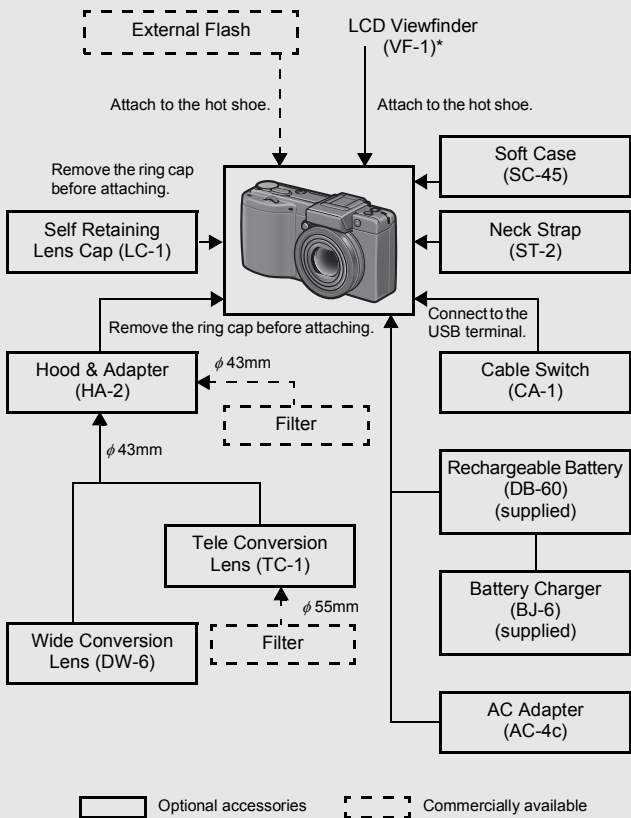 External Flash
LCD Viewfinder
(VF-1)*
Attach to the hot shoe.
Attach to the hot shoe.
Remove the ring cap
before attaching.
Soft Case
(SC-45)
Self Retaining
Lens Cap (LC-1)
Neck Strap
(ST-2)
Remove the ring cap before attaching.
Connect to the
USB terminal.
Hood & Adapter
(HA-2)
φ 43mm
Filter
Cable Switch
(CA-1)
φ 43mm
Rechargeable Battery
(DB-60)
(supplied)
Tele Conversion
Lens (TC-1)
φ 55mm
Filter
Battery Charger
(BJ-6)
(supplied)
Wide Conversion
Lens (DW-6)
AC Adapter
(AC-4c)
Optional accessories
Commercially available